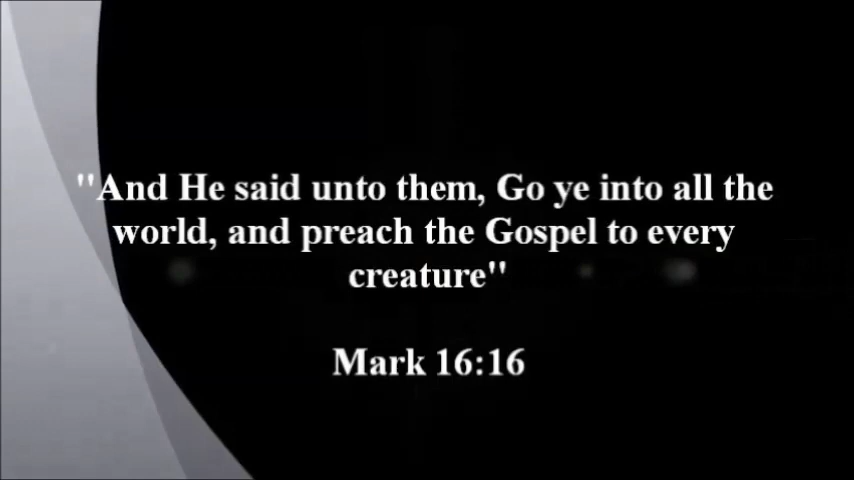 "And He said unto them, Go ye into all the
world, and preach the Gospel to every
creature"
Mark 16:16